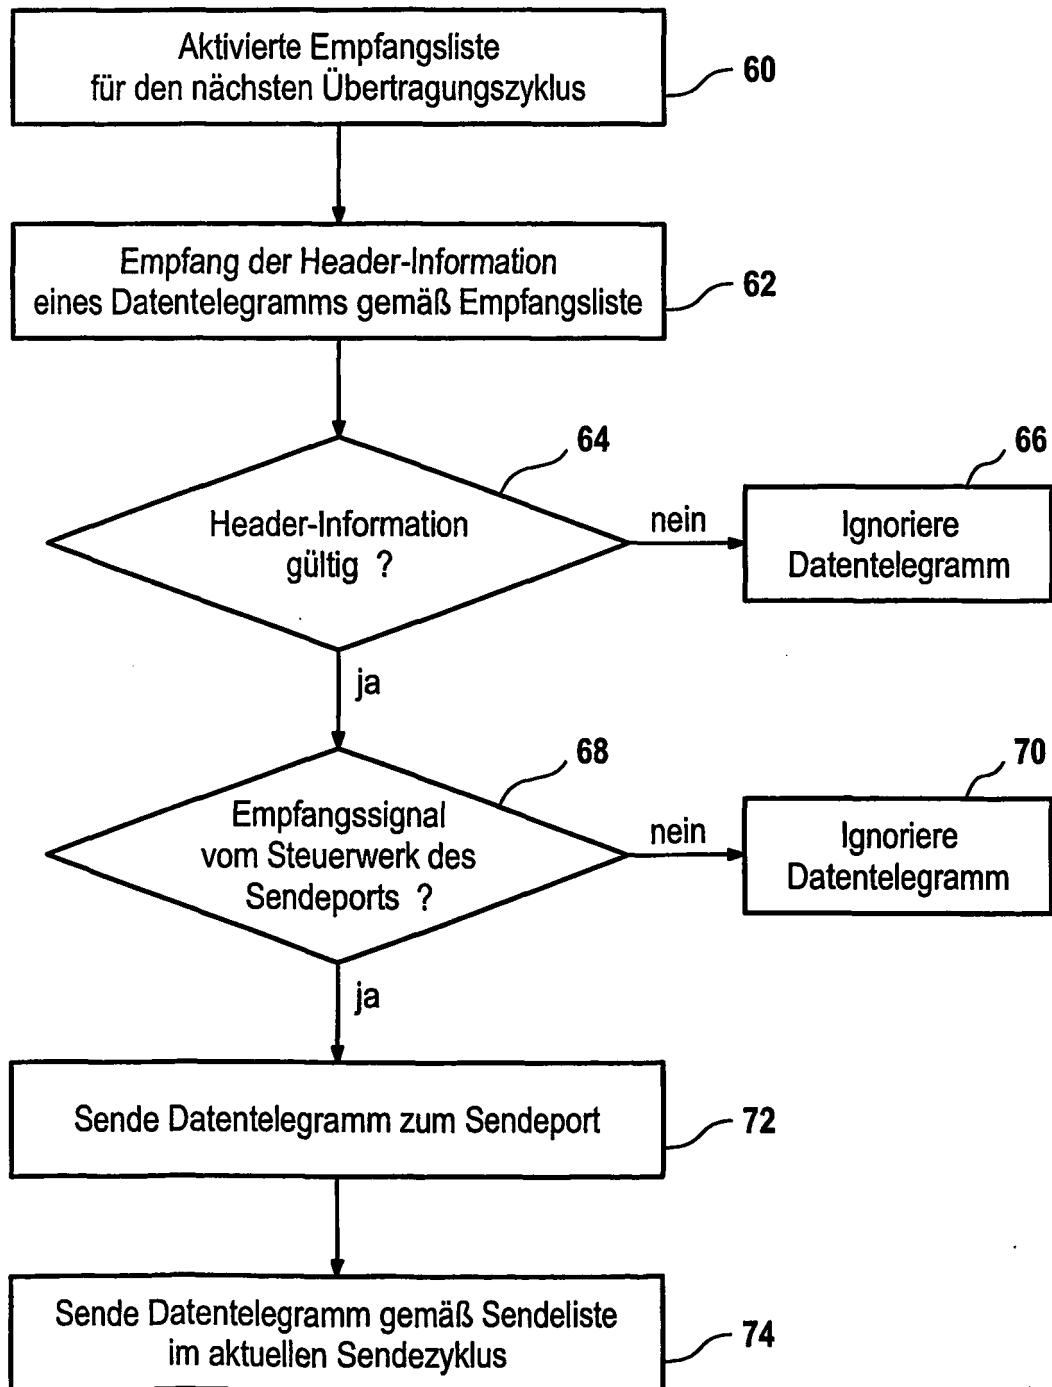 Aktivierte Empfangsliste
für den nächsten Übertragungszyklus
60
Empfang der Header-Information
eines Datentelegramms gemäß Empfangsliste
62
64
Header-Information
gültig ?
nein
66
Ignoriere
Datentelegramm
ja
68
Empfangssignal
vom Steuerwerk des
Sendeports ?
nein
70
Ignoriere
Datentelegramm
ja
Sende Datentelegramm zum Sendeport
72
Sende Datentelegramm gemäß Sendeliste
im aktuellen Sendezyklus
74